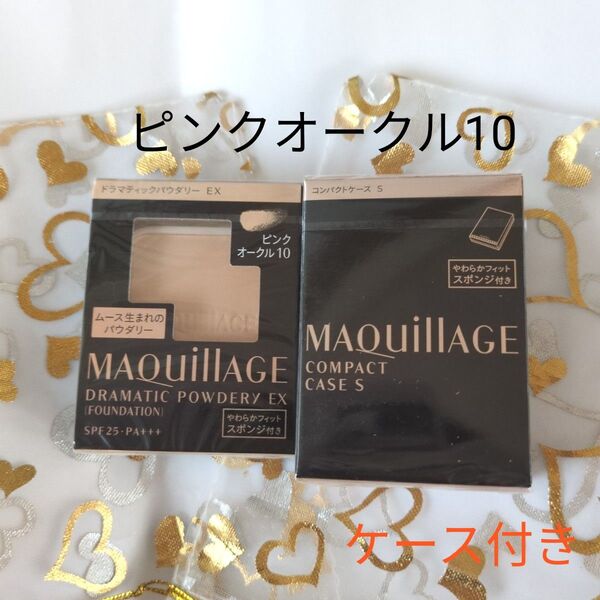 ピンクオークル10
ドラマティックパウダリー EX
ピンク
オークル10
ムース生まれの
パウダリー
MAQuillAGE
DRAMATIC POWDERY EX
(FOUNDATION)
SPF25・PA+++
やわらかフィット
スポンジ付き
コンパクトケース S
やわらかフィット
スポンジ付き
MAQuillAGE
COMPACT
CASE S
ケース付き